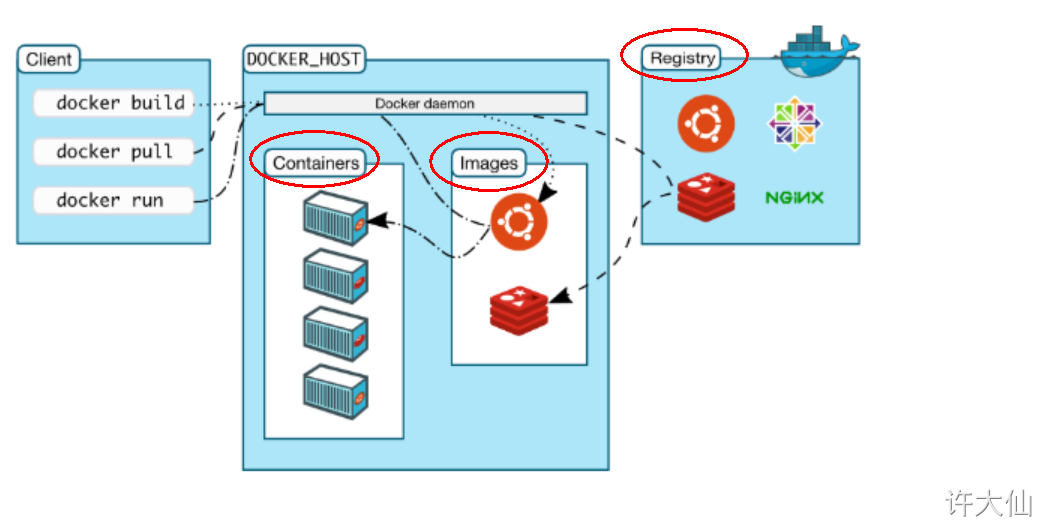 Client
docker build
docker pull
docker run
DOCKER_HOST
Docker daemon
Containers
Images
Registry
NGINX
许大仙